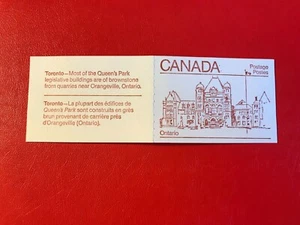 Toronto—Most of the Queen's Park
legislative buildings are of brownstone
from quarries near Orangeville, Ontario.
Toronto—La plupart des édifices de
Queen's Park sont construits en grès
brun provenant de carrière près
d'Orangeville (Ontario).
CANADA
Postage
Postes
Ontario